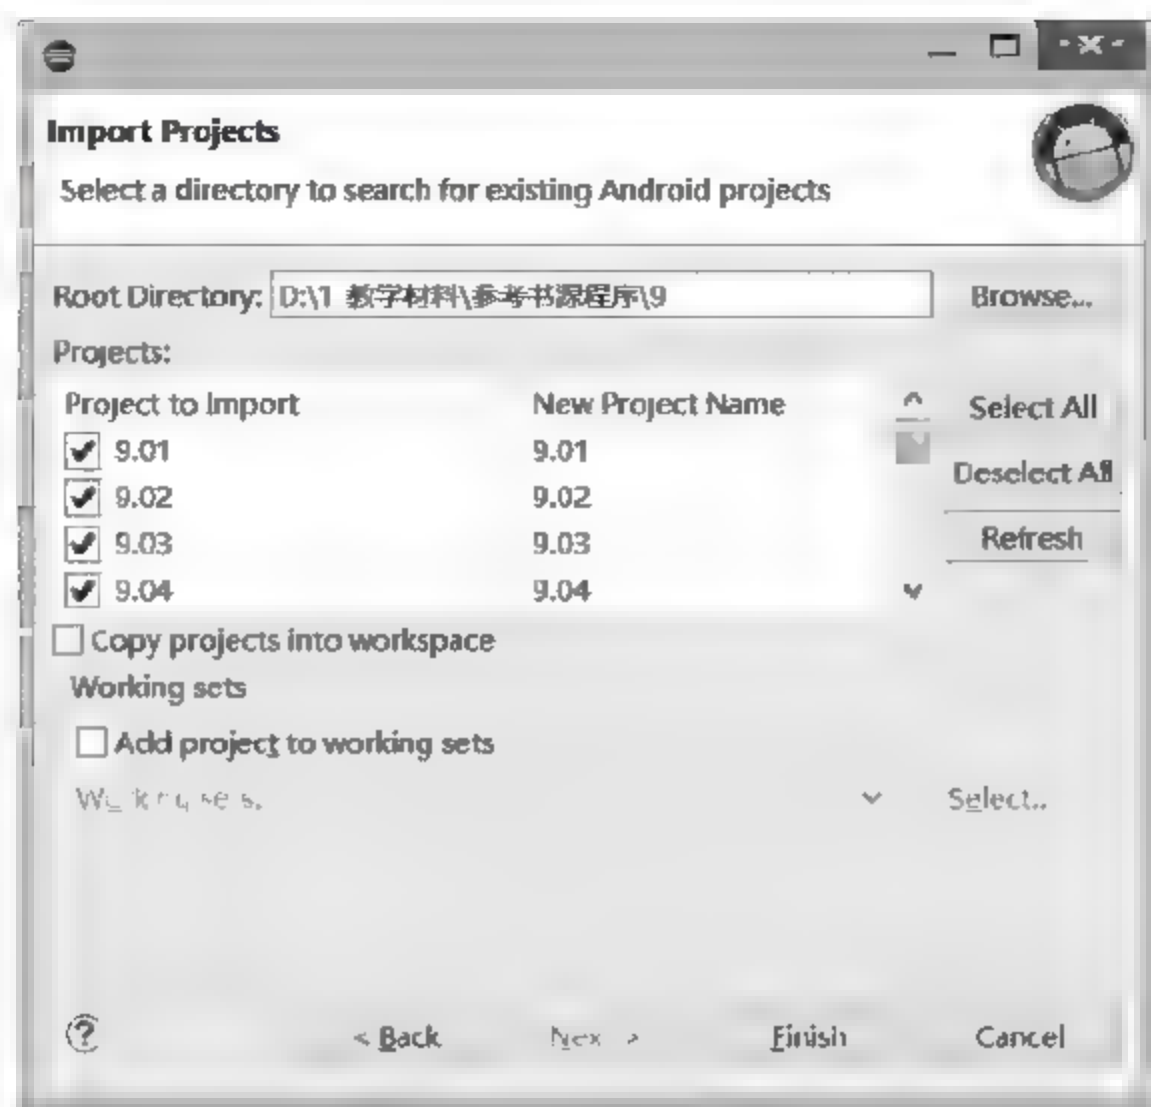 Import Projects
Select a directory to search for existing Android projects
Root Directory: D:\1 教学材料\参考书源程序\9 Browse...
Projects:
Project to Import New Project Name Select All
9.01 9.01
9.02 9.02 Deselect All
9.03 9.03 Refresh
9.04 9.04
Copy projects into workspace
Working sets
Add project to working sets
Select...
? < Back > Finish Cancel